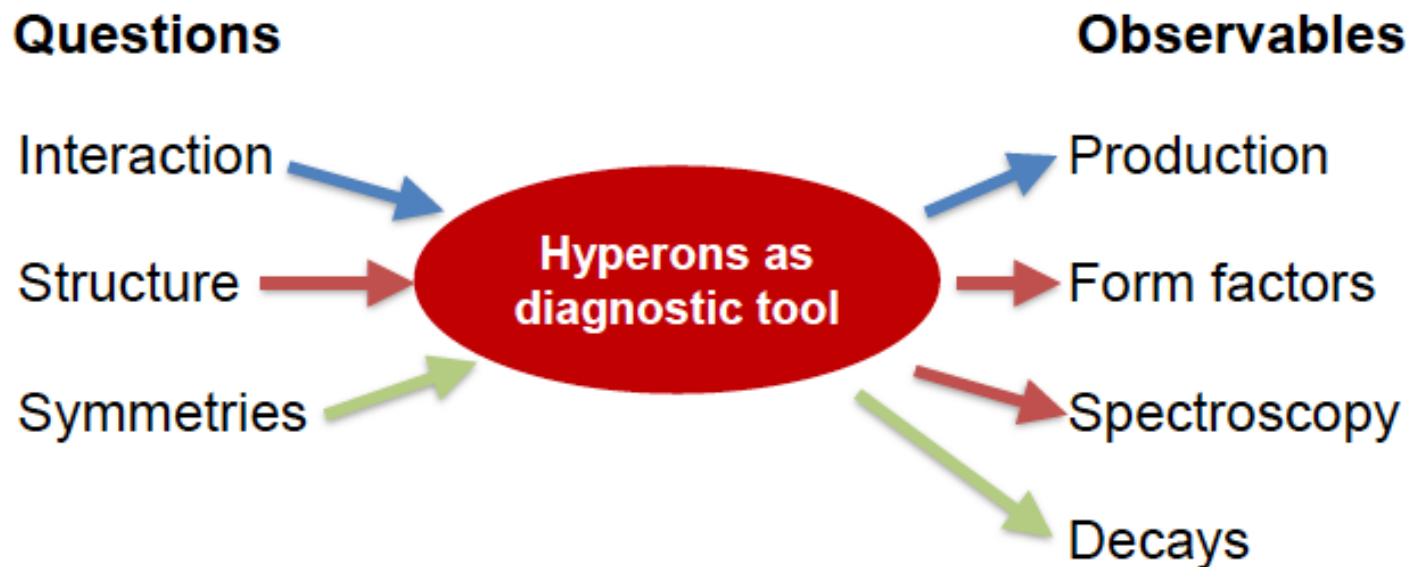 Questions
Observables
Interaction
Production
Hyperons as
diagnostic tool
Structure
Form factors
Symmetries
Spectroscopy
Decays